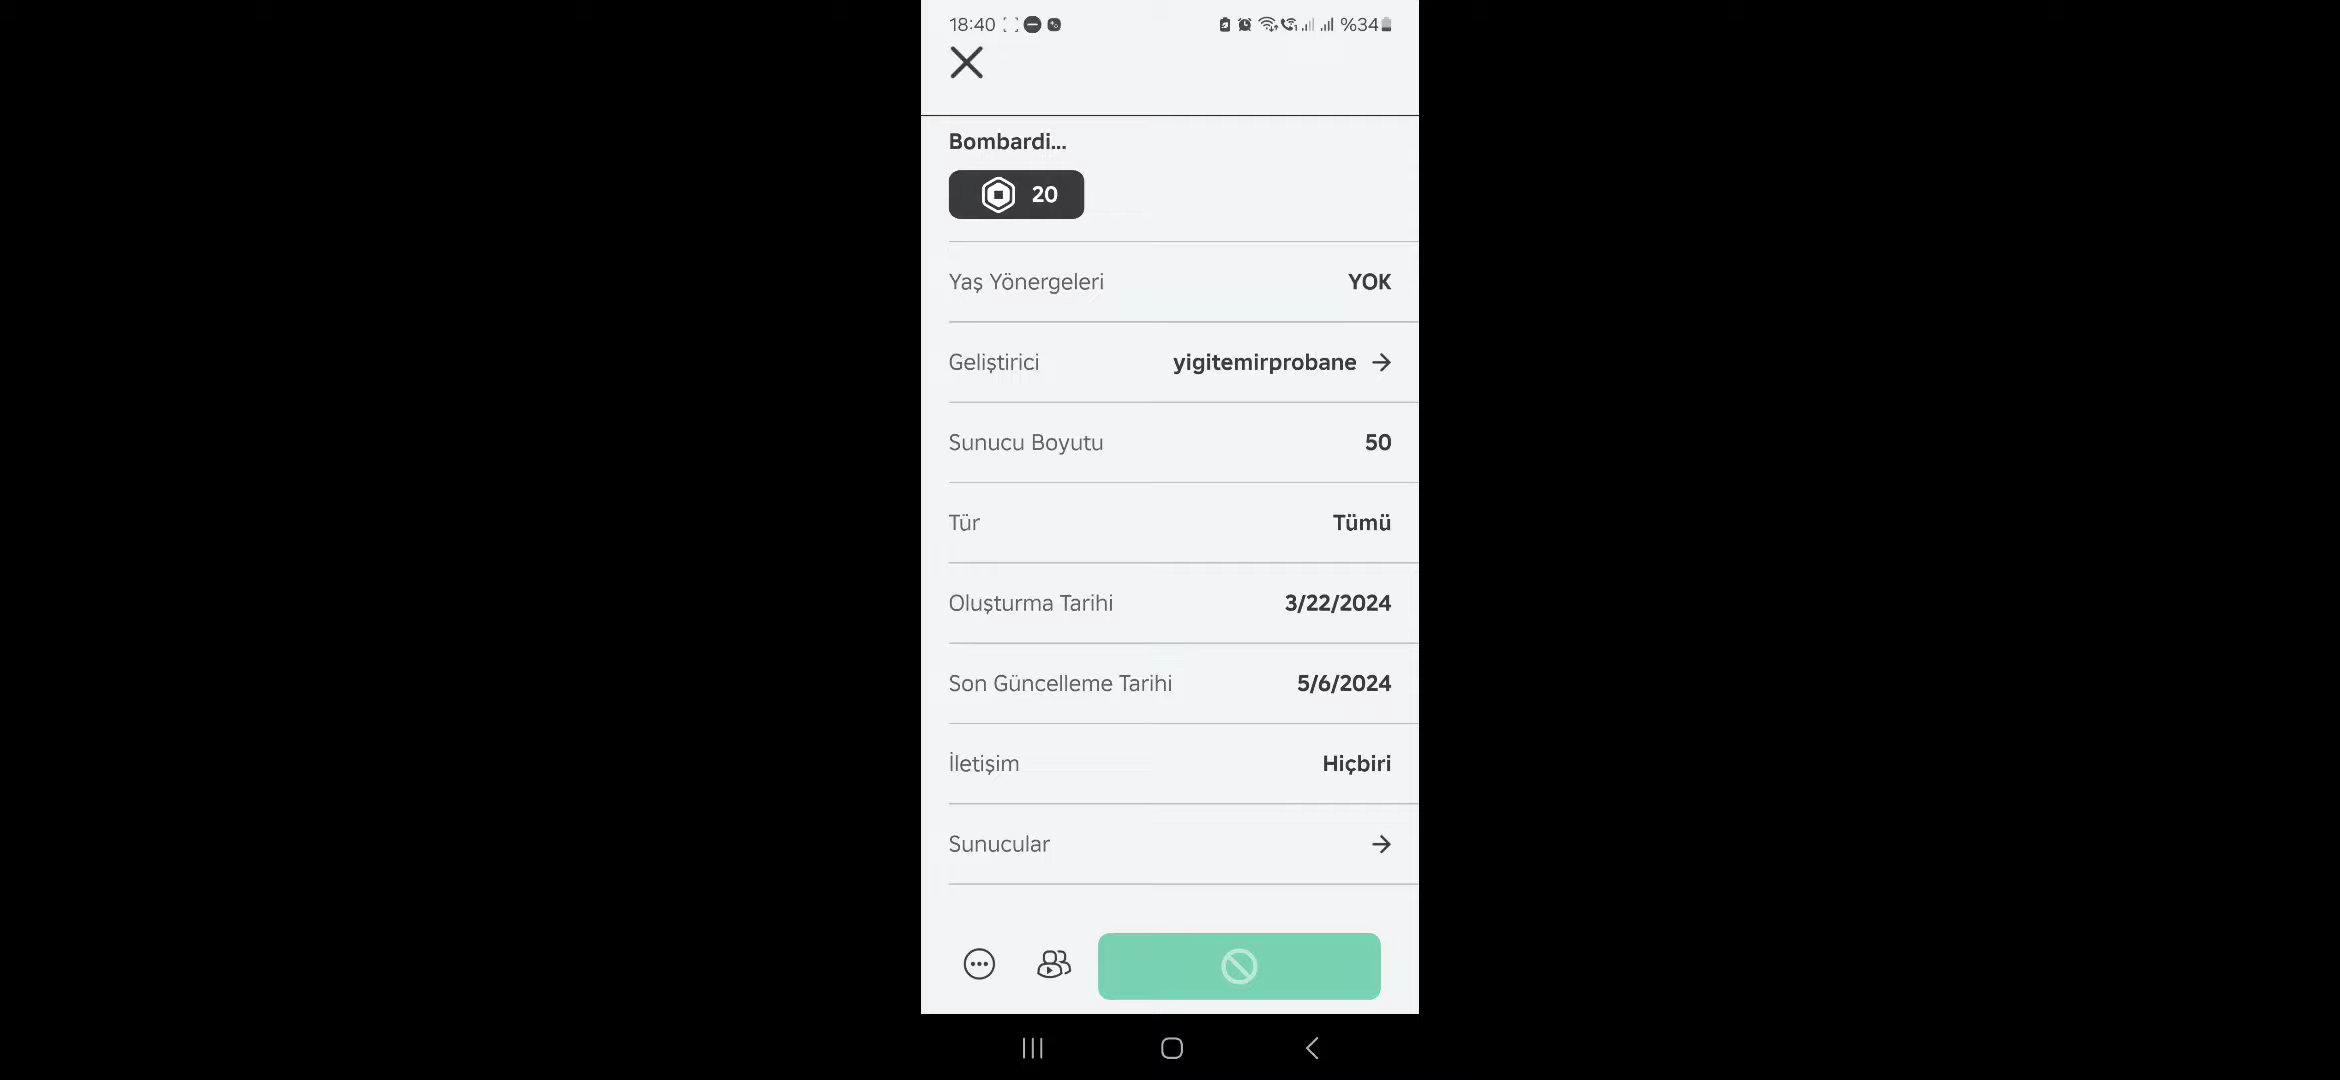 18:40 %34
Bombardi...
20
Yaş Yönergeleri YOK
Geliştirici yigitemirprobane
Sunucu Boyutu 50
Tür Tümü
Oluşturma Tarihi 3/22/2024
Son Güncelleme Tarihi 5/6/2024
İletişim Hiçbiri
Sunucular